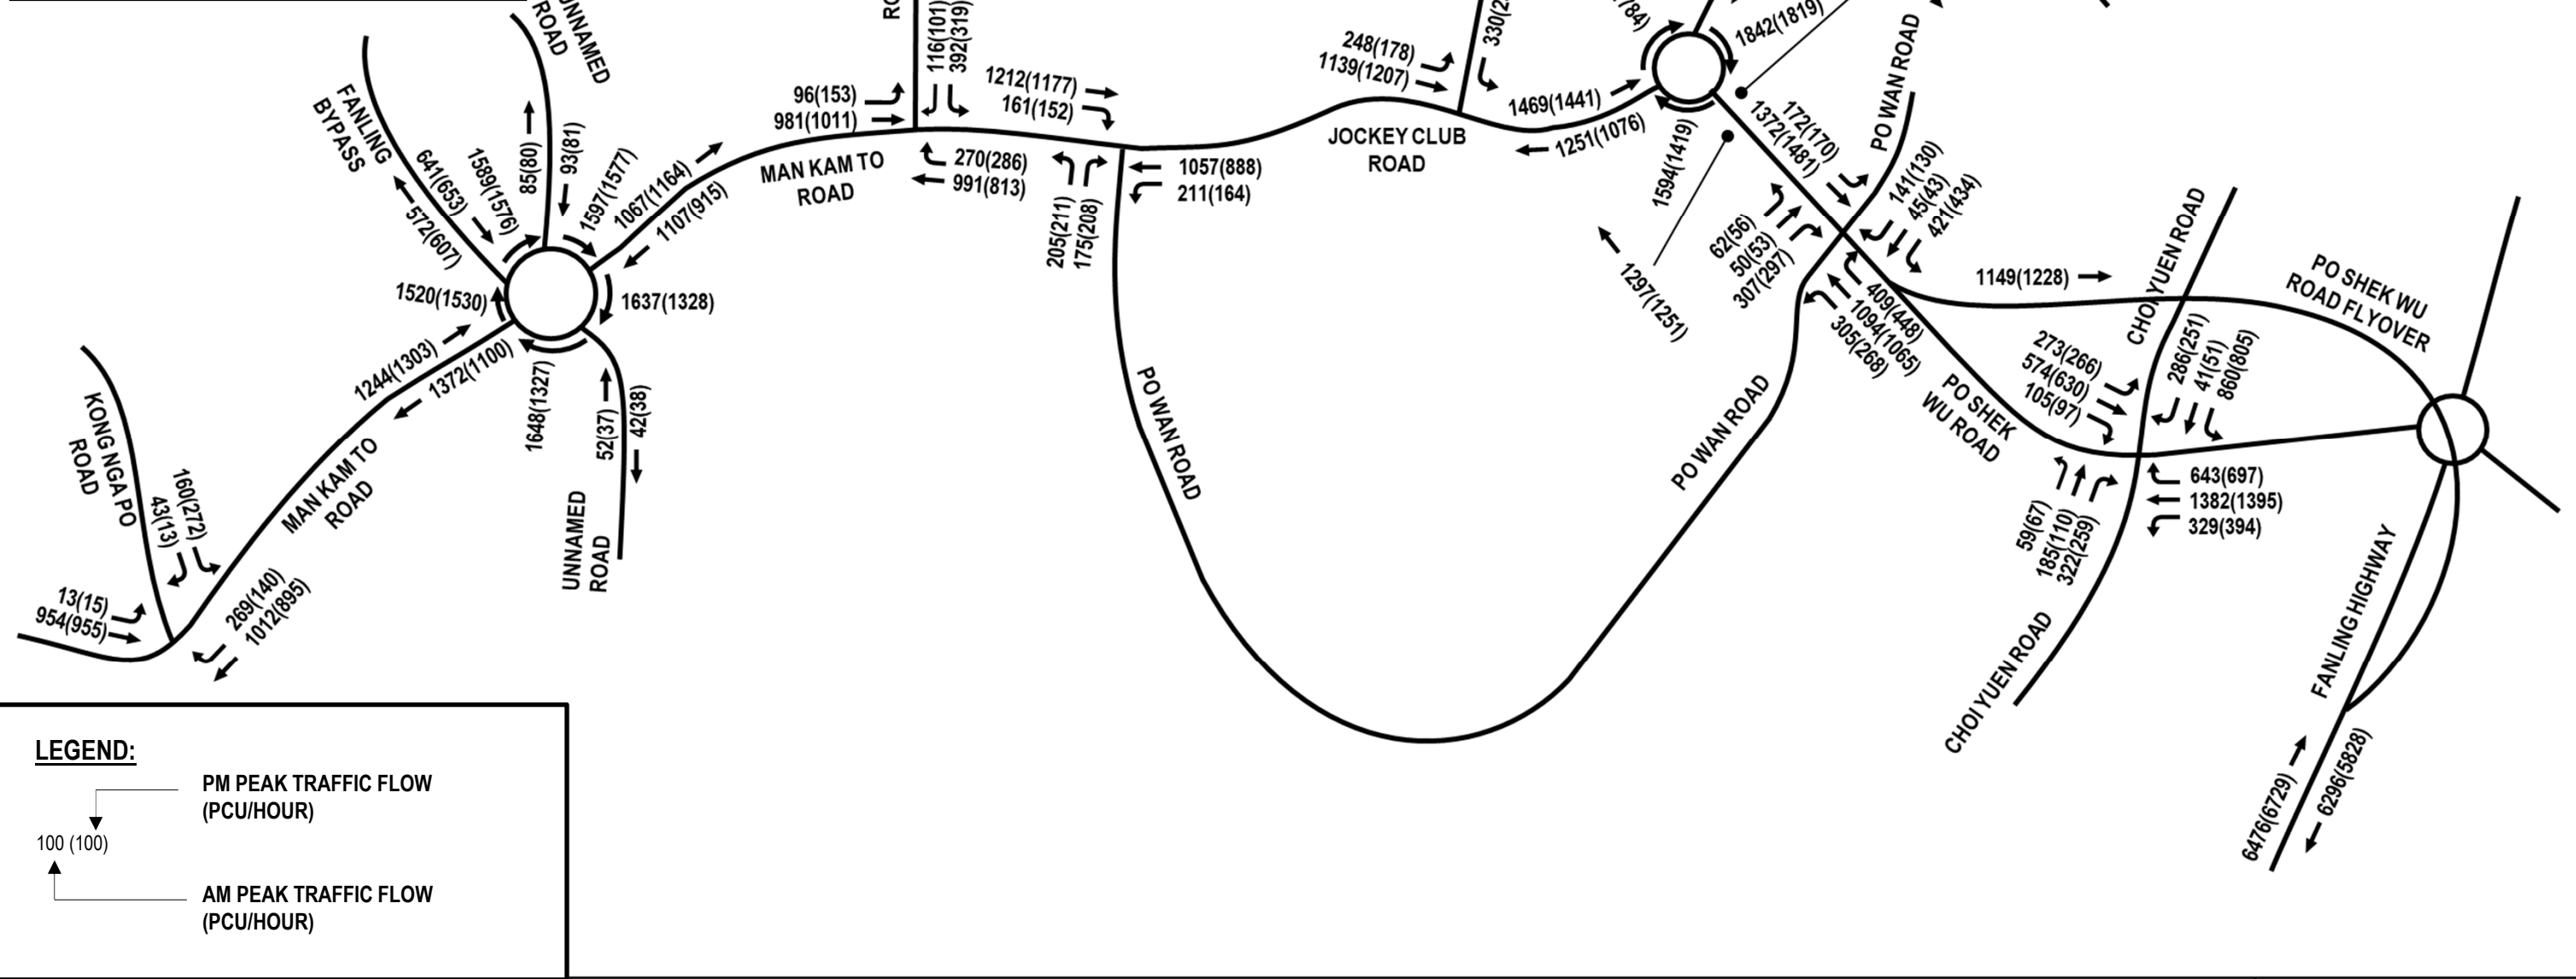 ROAD
UNNAMED
FANLING
BYPASS
641(653)
572(607)
1589(1576)
85(80)
93(81)
1597(1577)
1067(1164)
1107(915)
1520(1530)
1637(1328)
1244(1303)
1372(1100)
1648(1327)
52(37)
42(38)
UNNAMED
ROAD
KONG NGA PO
ROAD
160(272)
43(13)
MAN KAM TO
ROAD
13(15)
954(955)
269(140)
1012(895)
116(101)
392(319)
96(153)
981(1011)
1212(1177)
161(152)
MAN KAM TO
ROAD
270(286)
991(813)
205(211)
175(208)
1057(888)
211(164)
PO WAN ROAD
248(178)
1139(1207)
JOCKEY CLUB
ROAD
1469(1441)
1251(1076)
1842(1819)
1594(1419)
1297(1251)
172(170)
1372(1481)
PO WAN ROAD
141(130)
45(43)
421(434)
62(56)
50(53)
307(297)
409(448)
1094(1065)
305(268)
PO WAN ROAD
1149(1228)
PO SHEK WU
ROAD FLYOVER
PO SHEK
WU ROAD
CHOI YUEN ROAD
273(266)
574(630)
105(97)
286(251)
41(51)
860(805)
59(67)
185(110)
322(259)
643(697)
1382(1395)
329(394)
CHOI YUEN ROAD
FANLING HIGHWAY
6476(6729)
6296(5828)
LEGEND:
PM PEAK TRAFFIC FLOW
(PCU/HOUR)
100 (100)
AM PEAK TRAFFIC FLOW
(PCU/HOUR)